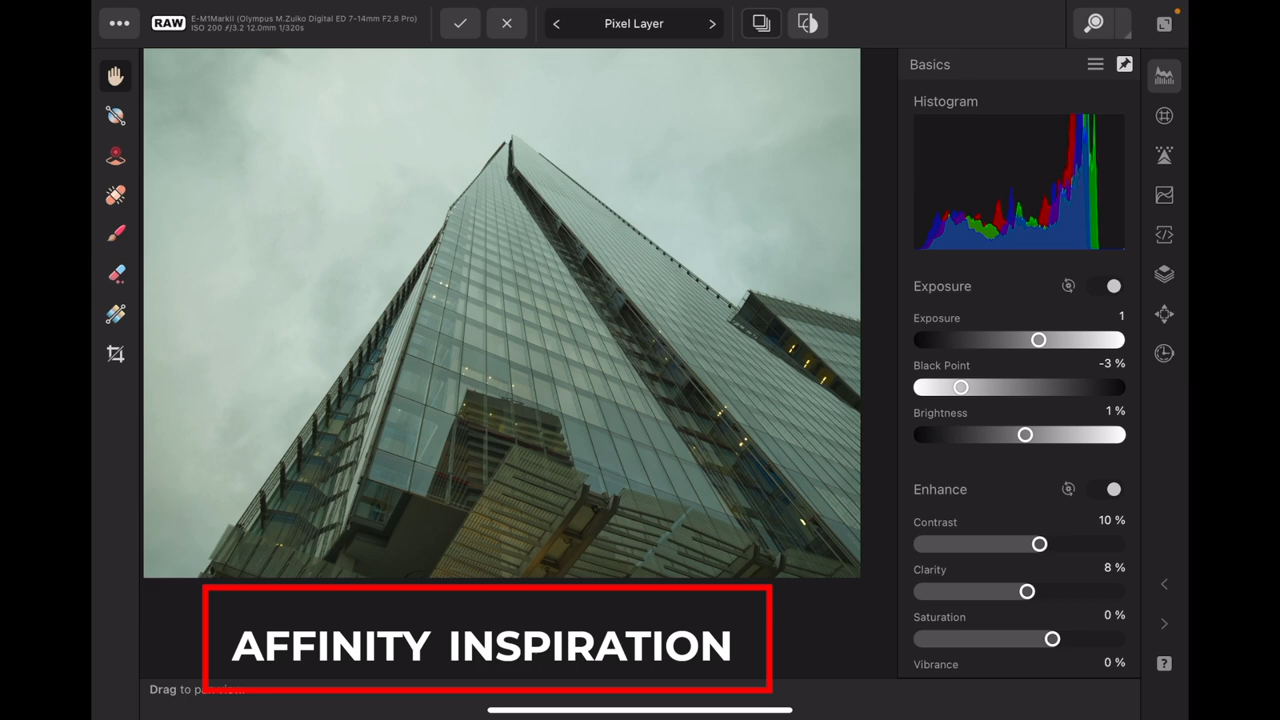 RAW
E-M1MarkII (Olympus M.Zuiko Digital ED 7-14mm F2.8 Pro)
ISO 200 ƒ/3.2 12.0mm 1/320s
Pixel Layer
Basics
Histogram
Exposure
Exposure 1
Black Point -3 %
Brightness 1 %
Enhance
Contrast 10 %
Clarity 8 %
Saturation 0 %
Vibrance 0 %
AFFINITY INSPIRATION
Drag to pan view.